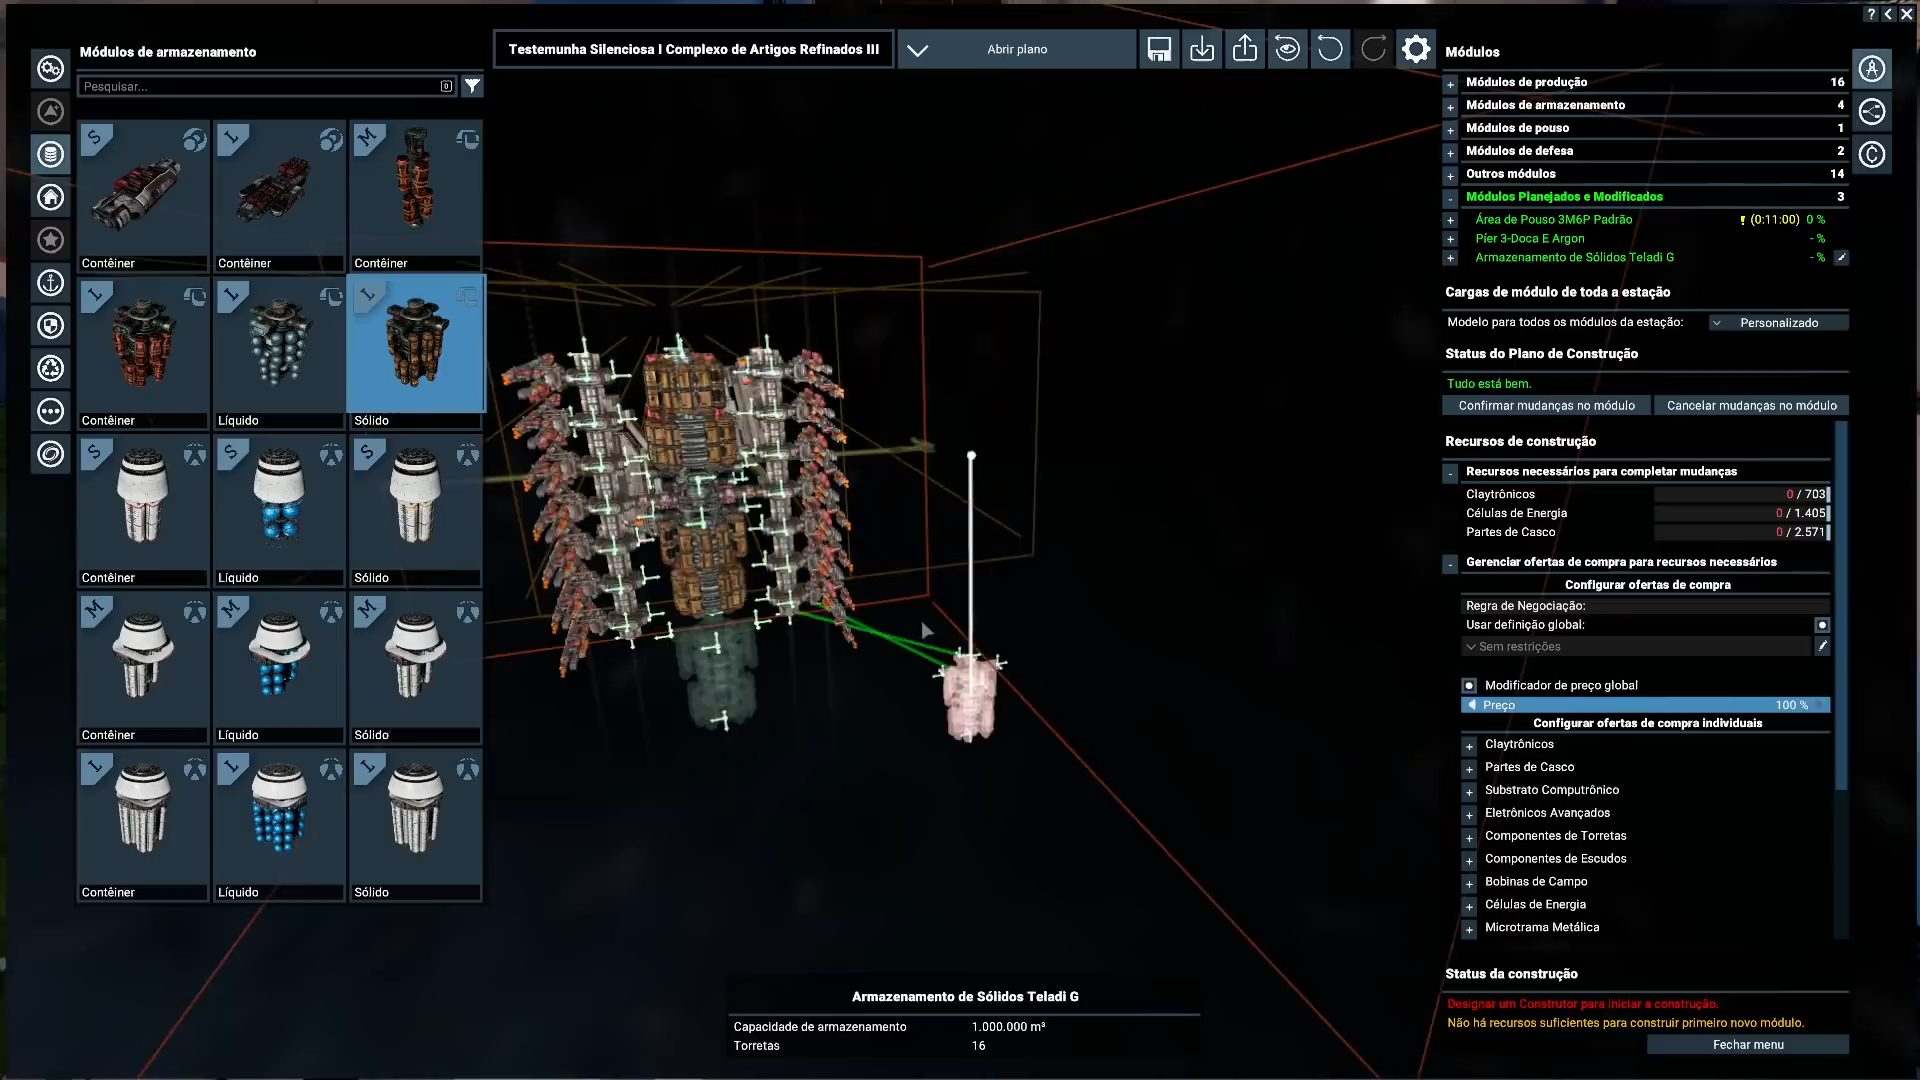 Módulos de armazenamento
Pesquisar...
S
L
M
Contêiner
Contêiner
Contêiner
L
L
L
Contêiner
Líquido
Sólido
S
S
S
Contêiner
Líquido
Sólido
M
M
M
Contêiner
Líquido
Sólido
L
L
L
Contêiner
Líquido
Sólido
Testemunha Silenciosa I Complexo de Artigos Refinados III
Abrir plano
Armazenamento de Sólidos Teladi G
Capacidade de armazenamento 1.000.000 m³
Torretas 16
Módulos
Módulos de produção 16
Módulos de armazenamento 4
Módulos de pouso 1
Módulos de defesa 2
Outros módulos 14
Módulos Planejados e Modificados 3
Área de Pouso 3M6P Padrão ! (0:11:00) 0 %
Píer 3-Doca E Argon - %
Armazenamento de Sólidos Teladi G - %
Cargas de módulo de toda a estação
Modelo para todos os módulos da estação: Personalizado
Status do Plano de Construção
Tudo está bem.
Confirmar mudanças no módulo Cancelar mudanças no módulo
Recursos de construção
Recursos necessários para completar mudanças
Claytrônicos 0 / 703
Células de Energia 0 / 1.405
Partes de Casco 0 / 2.571
Gerenciar ofertas de compra para recursos necessários
Configurar ofertas de compra
Regra de Negociação:
Usar definição global:
Sem restrições
Modificador de preço global
Preço 100 %
Configurar ofertas de compra individuais
Claytrônicos
Partes de Casco
Substrato Computrônico
Eletrônicos Avançados
Componentes de Torretas
Componentes de Escudos
Bobinas de Campo
Células de Energia
Microtrama Metálica
Status da construção
Designar um Construtor para iniciar a construção.
Não há recursos suficientes para construir primeiro novo módulo.
Fechar menu